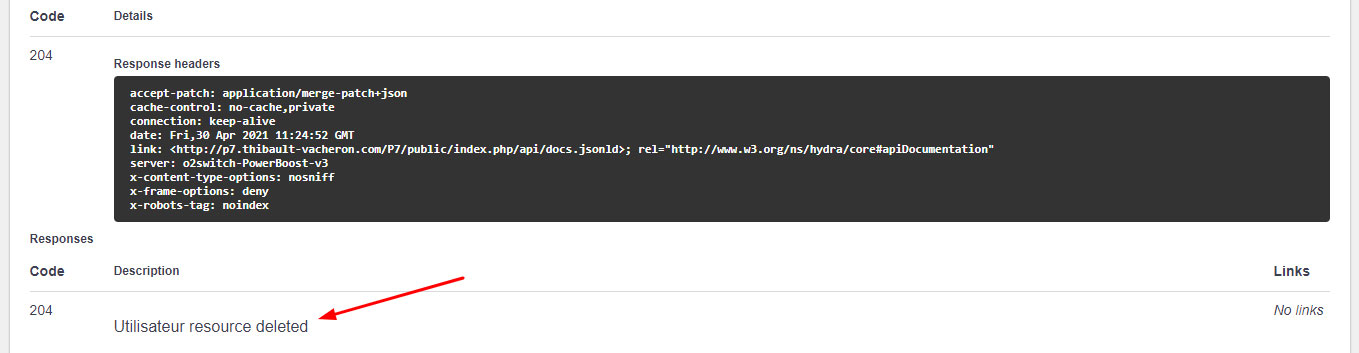 Code Details
204
Response headers
accept-patch: application/merge-patch+json
cache-control: no-cache,private
connection: keep-alive
date: Fri,30 Apr 2021 11:24:52 GMT
link: <http://p7.thibault-vacheron.com/P7/public/index.php/api/docs.jsonld>; rel="http://www.w3.org/ns/hydra/core#apiDocumentation"
server: o2switch-PowerBoost-v3
x-content-type-options: nosniff
x-frame-options: deny
x-robots-tag: noindex
Responses
Code Description Links
204 No links
Utilisateur resource deleted